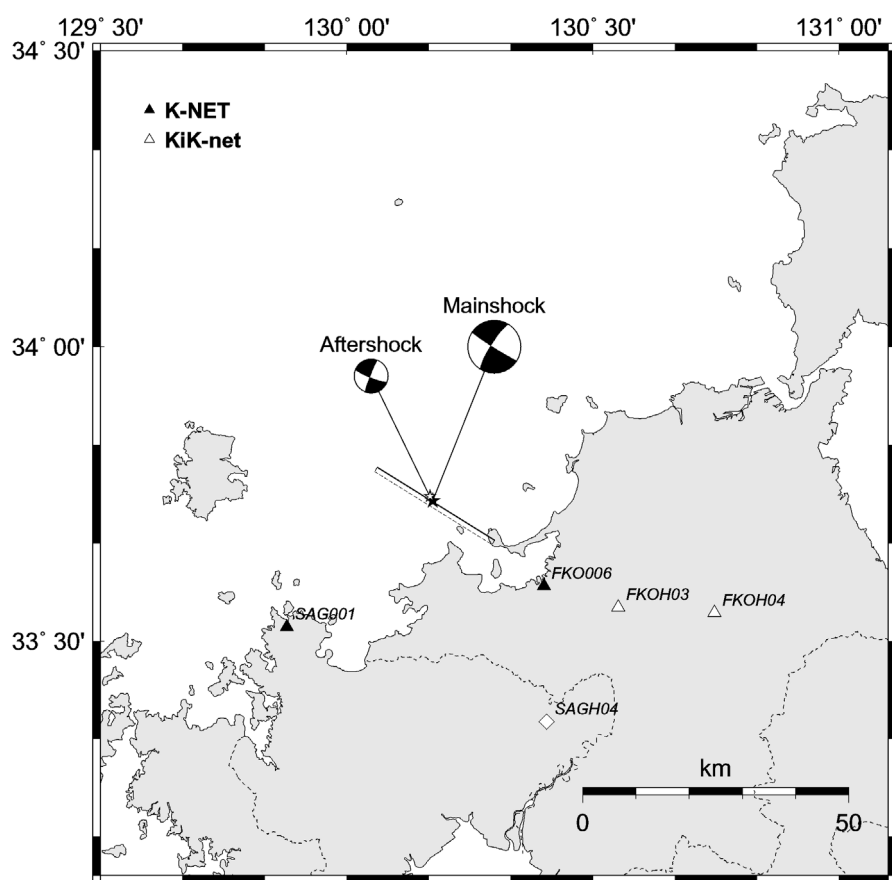 129˚ 30' 130˚ 00' 130˚ 30' 131˚ 00'
34˚ 30'
K-NET
KiK-net
Mainshock
34˚ 00'
Aftershock
FKO006
FKOH03
FKOH04
SAG001
33˚ 30'
SAGH04
km
0 50